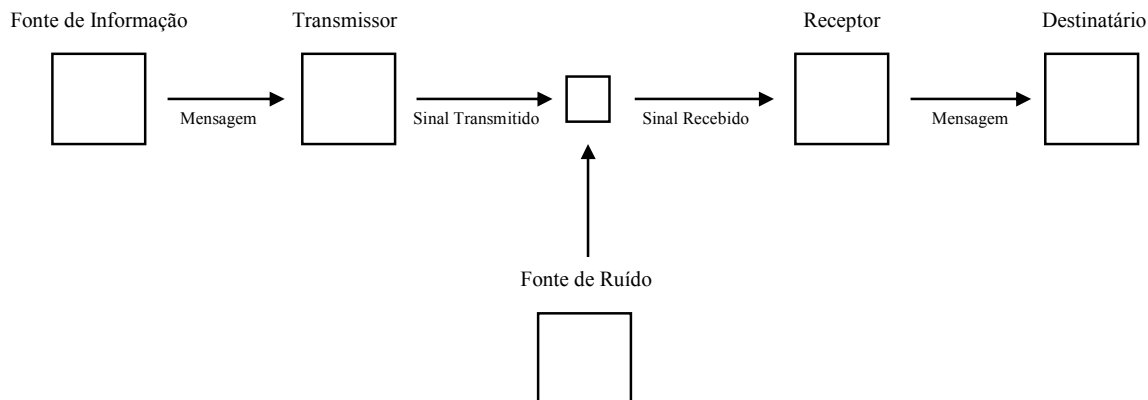 Fonte de Informação
Transmissor
Receptor
Destinatário
Mensagem
Sinal Transmitido
Sinal Recebido
Mensagem
Fonte de Ruído